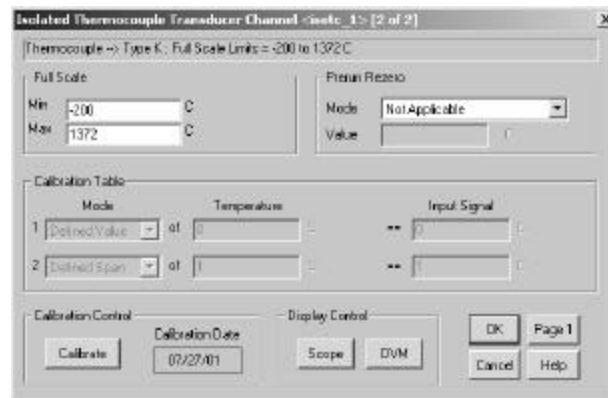 Isolated Thermocouple Transducer Channel <isotc_1> [2 of 2] X
Thermocouple --> Type K : Full Scale Limits = -200 to 1372 C
Full Scale
Min -200 C
Max 1372 C
Prerun Rezero
Mode Not Applicable
Value C
Calibration Table
Mode Temperature Input Signal
1 Defined Value at 0 C == 0 C
2 Defined Span of 1 C == 1 C
Calibration Control
Calibrate
Calibration Date
07/27/01
Display Control
Scope DVM
OK Page 1
Cancel Help